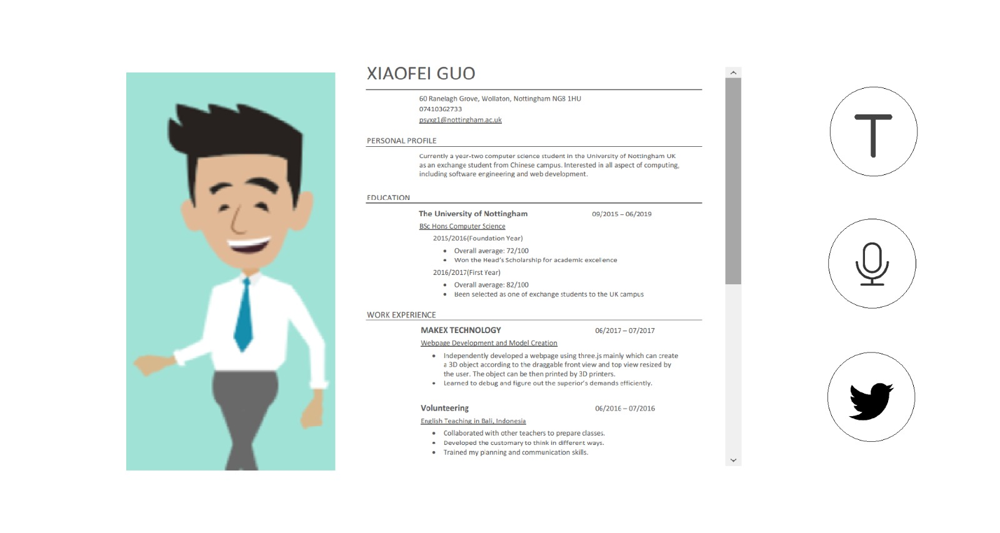 XIAOFEI GUO
60 Ranelagh Grove, Wollaton, Nottingham NG8 1HU
07410362733
psyxg1@nottingham.ac.uk
PERSONAL PROFILE
Currently a year-two computer science student in the University of Nottingham UK
as an exchange student from Chinese campus. Interested in all aspect of computing,
including software engineering and web development.
EDUCATION
The University of Nottingham 09/2015 – 06/2019
BSc Hons Computer Science
2015/2016(Foundation Year)
• Overall average: 72/100
• Won the Head's Scholarship for academic excellence
2016/2017(First Year)
• Overall average: 82/100
• Been selected as one of exchange students to the UK campus
WORK EXPERIENCE
MAKEX TECHNOLOGY 06/2017 – 07/2017
Webpage Development and Model Creation
• Independently developed a webpage using three.js mainly which can create
a 3D object according to the draggable front view and top view resized by
the user. The object can be then printed by 3D printers.
• Learned to debug and figure out the superior's demands efficiently.
Volunteering 06/2016 – 07/2016
English Teaching in Bali, Indonesia
• Collaborated with other teachers to prepare classes.
• Developed the customary to think in different ways.
• Trained my planning and communication skills.
T